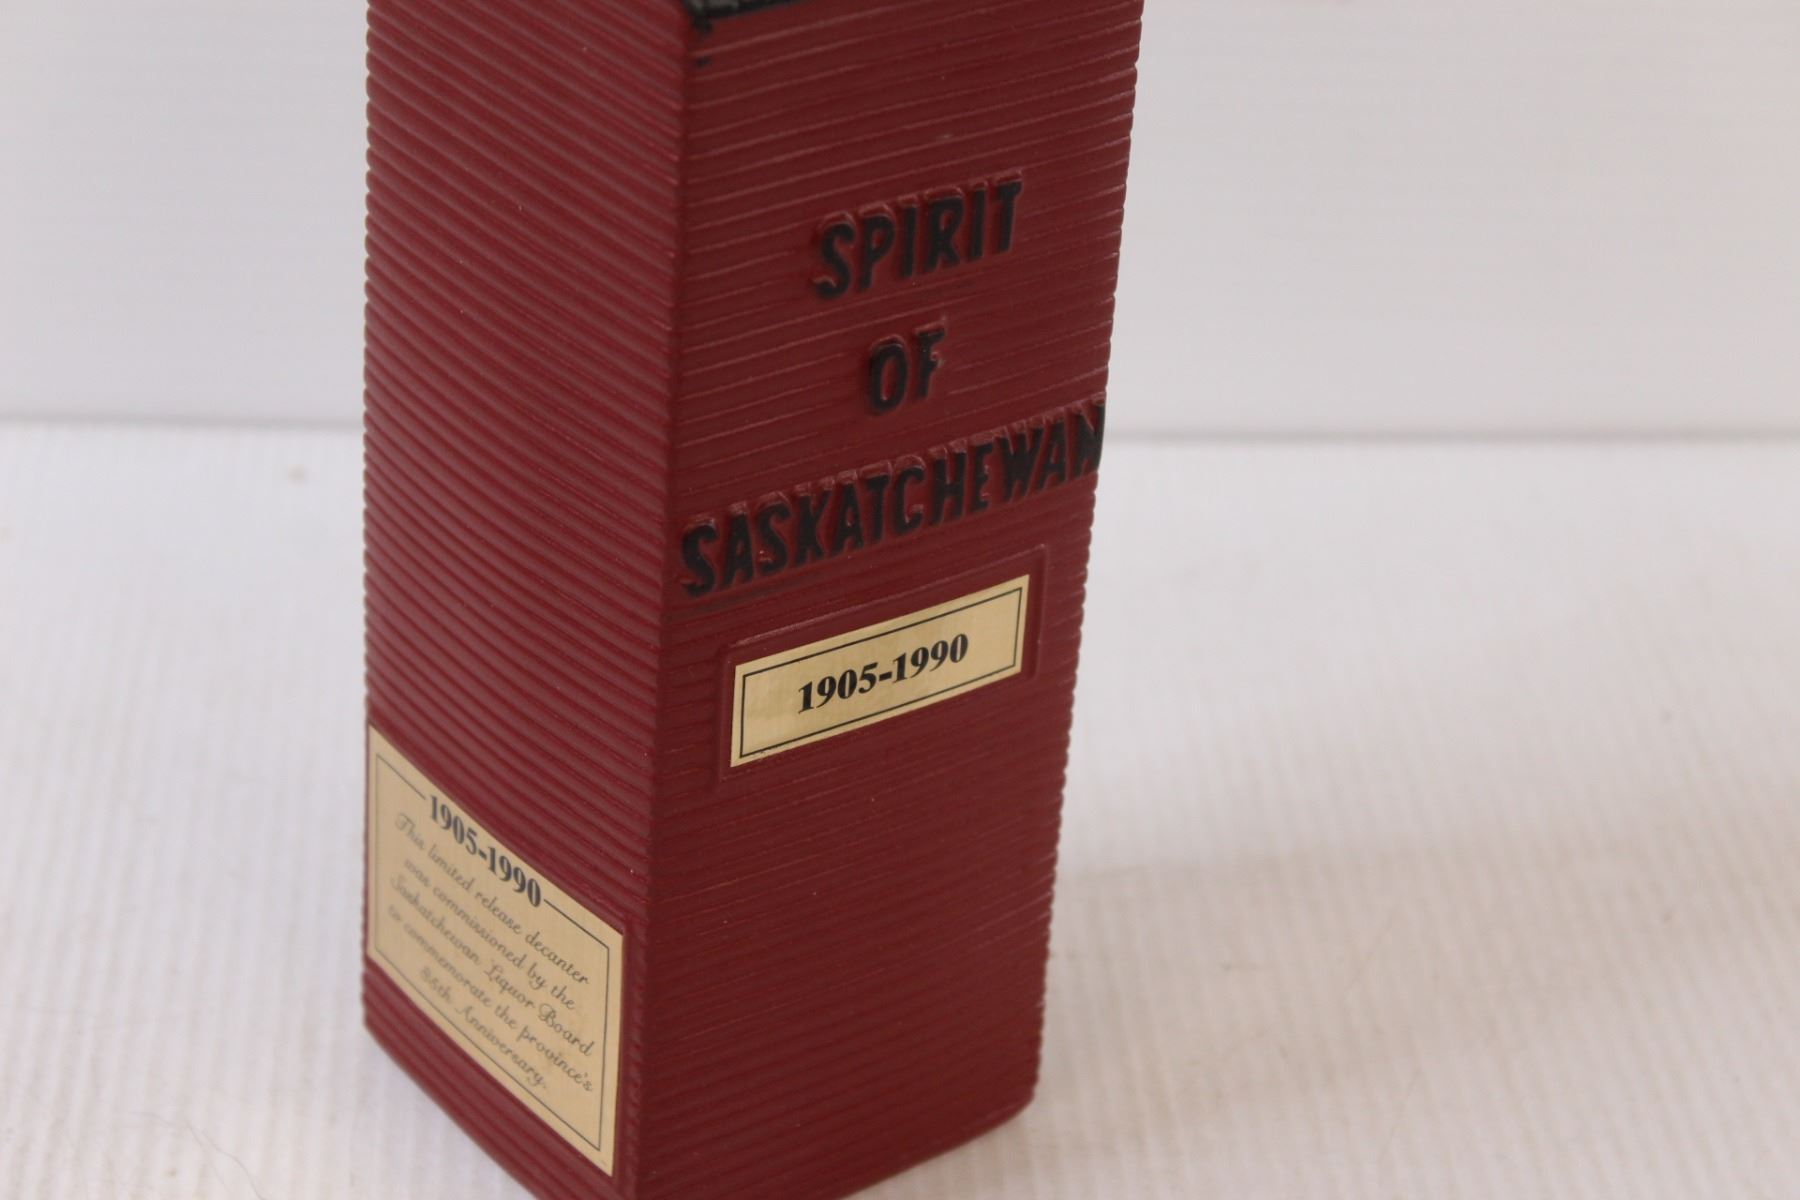 SPIRIT
OF
SASKATCHEWAN
1905-1990
1905-1990
This limited release decanter
was commissioned by the
Saskatchewan Liquor Board
to commemorate the province's
85th Anniversary.